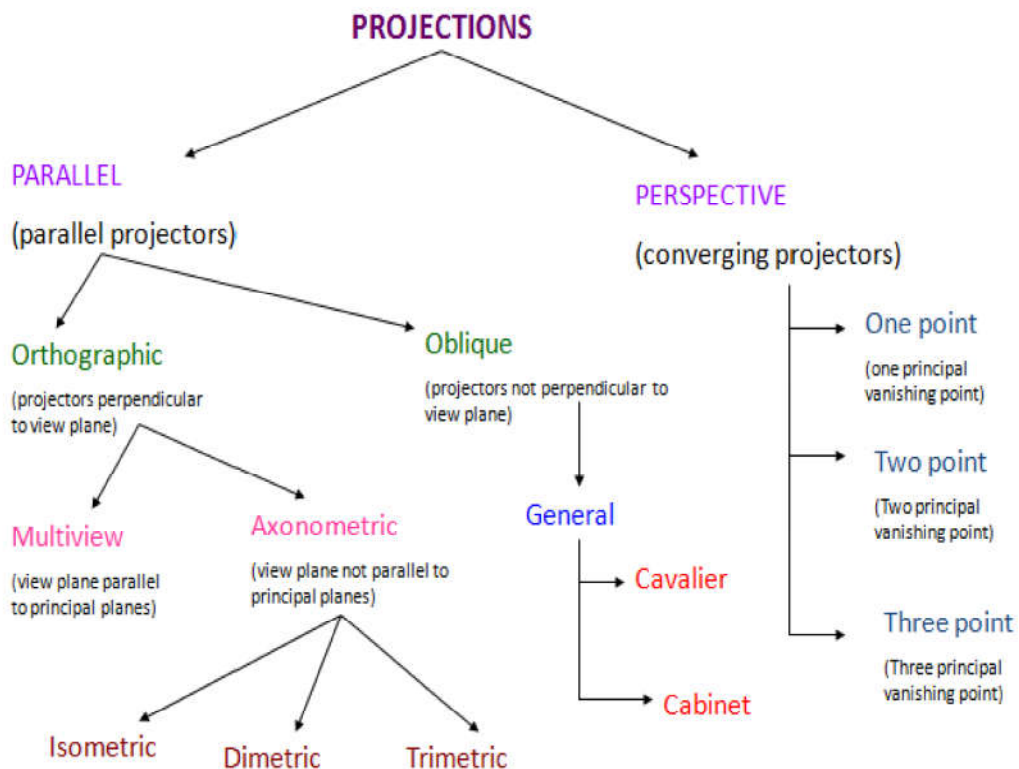 PROJECTIONS
PARALLEL
(parallel projectors)
PERSPECTIVE
(converging projectors)
Orthographic
(projectors perpendicular
to view plane)
Oblique
(projectors not perpendicular to
view plane)
One point
(one principal
vanishing point)
Two point
(Two principal
vanishing point)
Three point
(Three principal
vanishing point)
Multiview
(view plane parallel
to principal planes)
Axonometric
(view plane not parallel to
principal planes)
General
Cavalier
Cabinet
Isometric
Dimetric
Trimetric